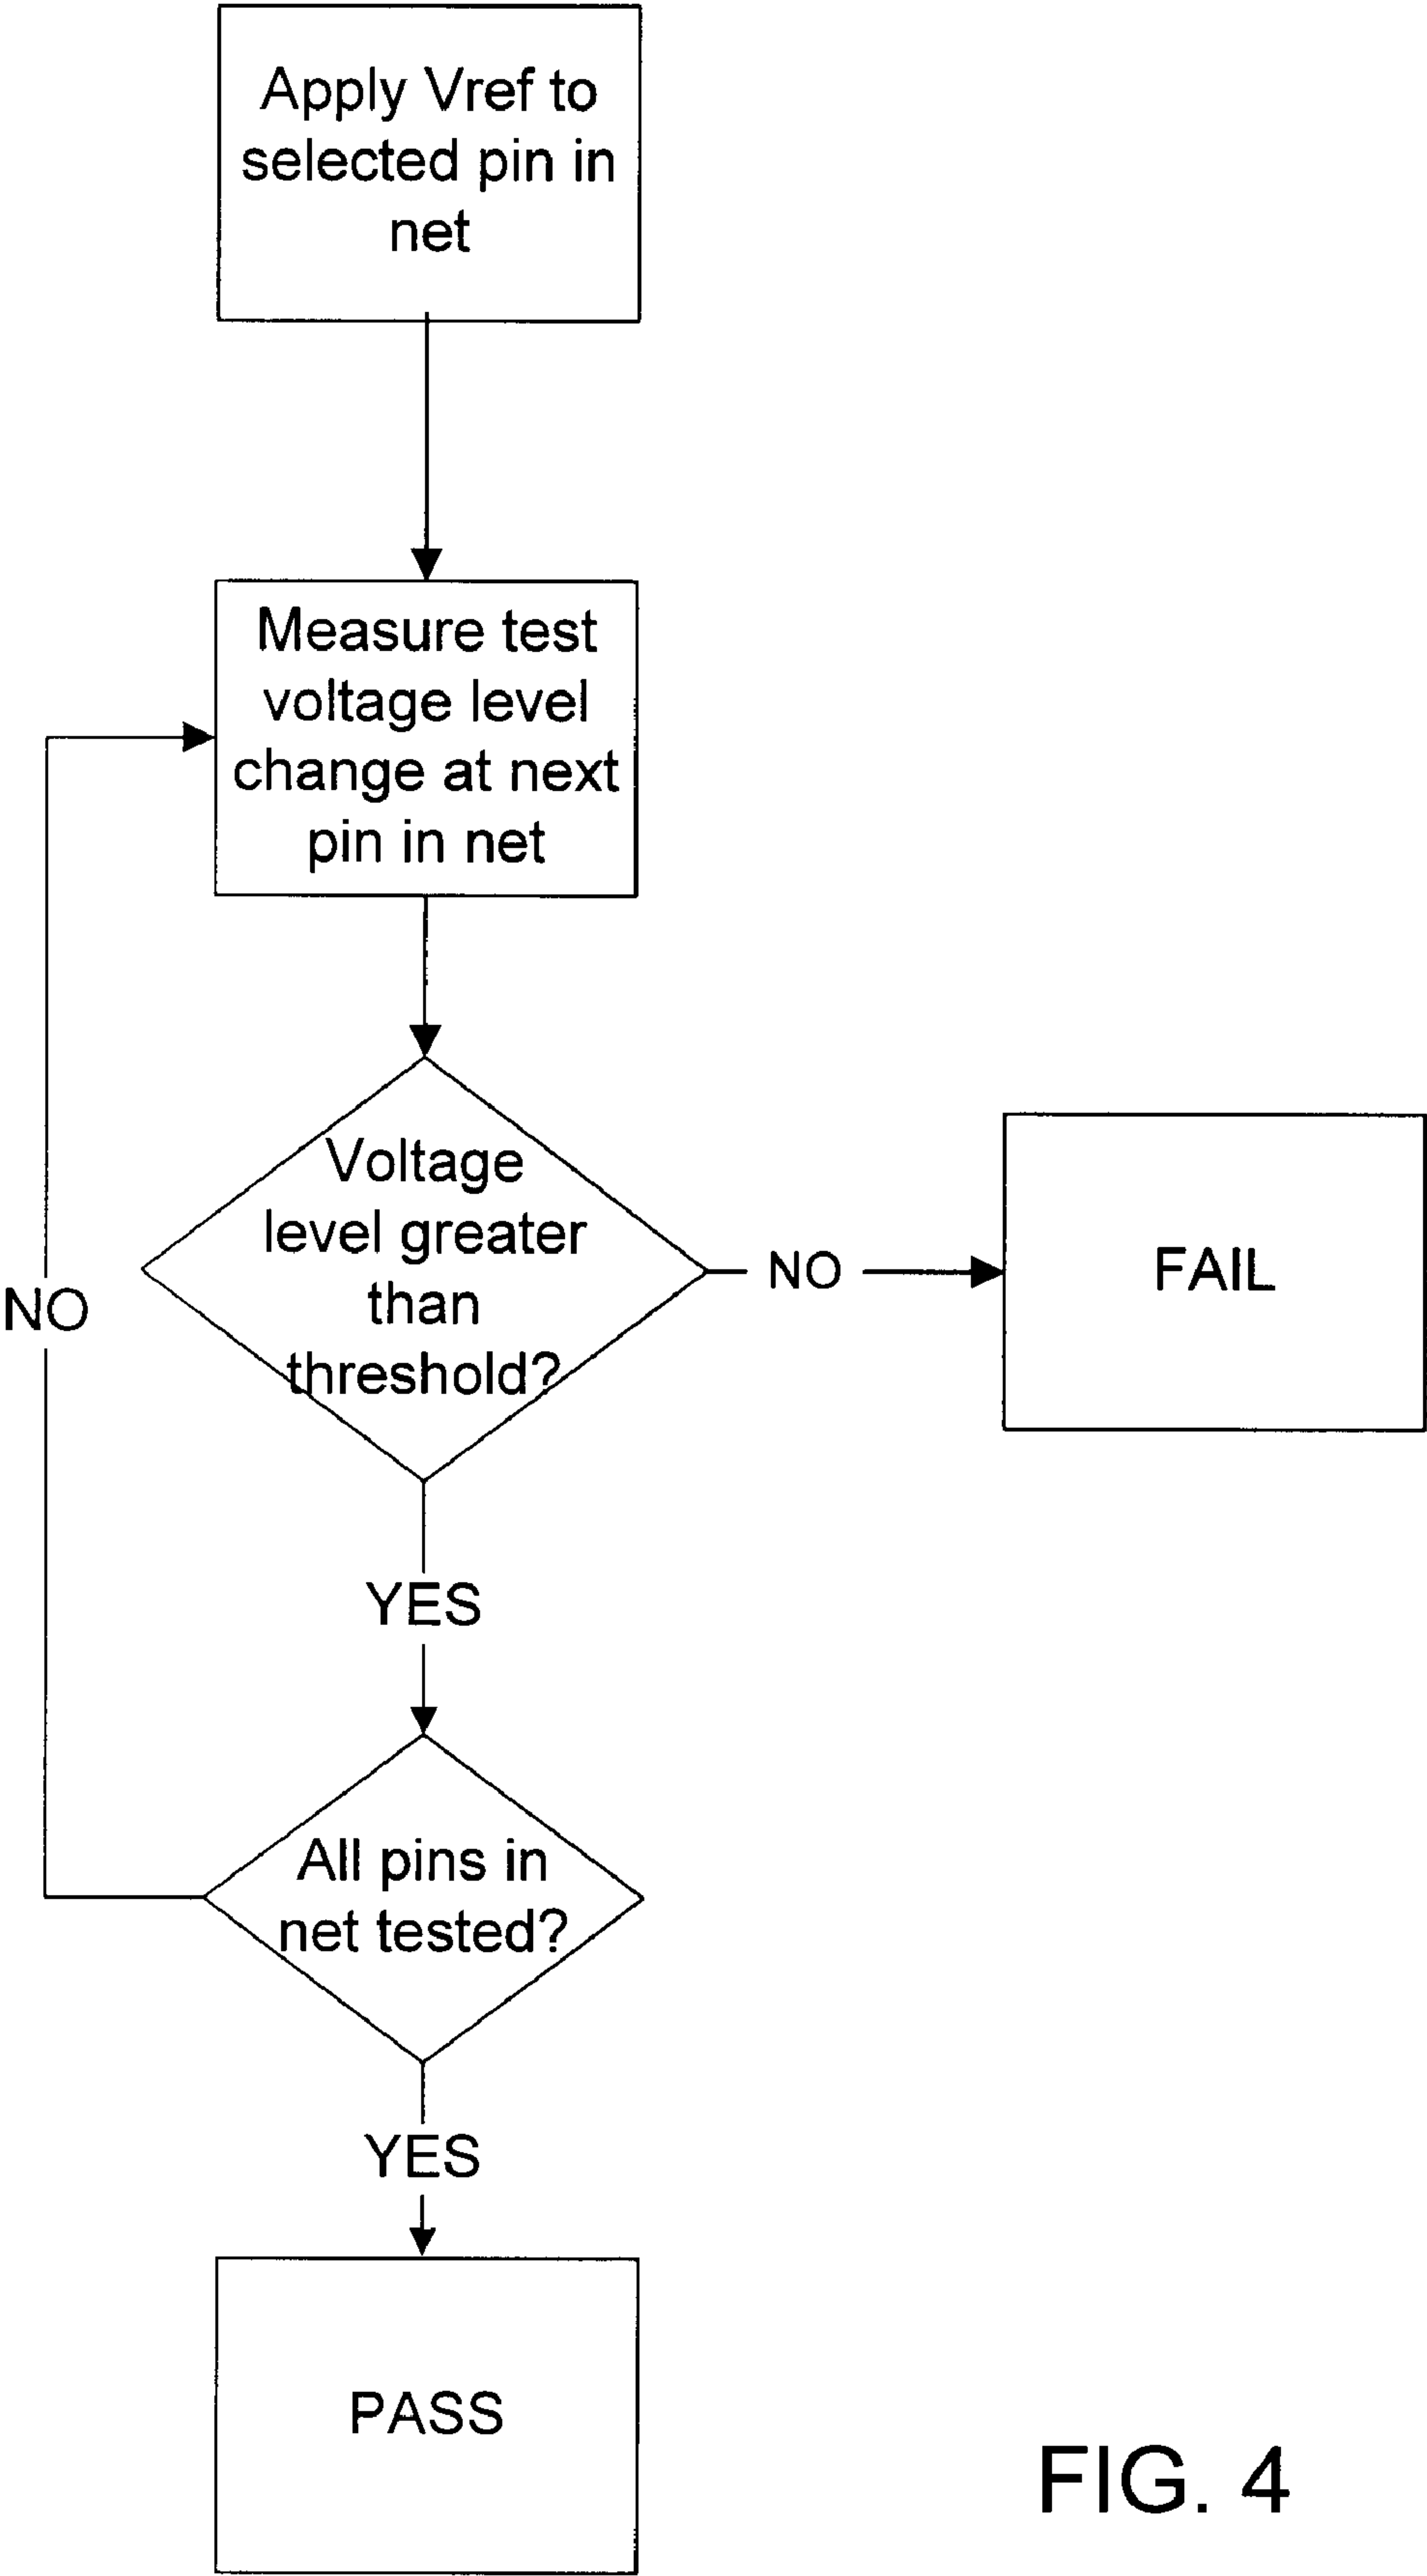 Apply Vref to
selected pin in
net
Measure test
voltage level
change at next
pin in net
Voltage
level greater
than
threshold?
NO
FAIL
NO
YES
All pins in
net tested?
YES
PASS
FIG. 4